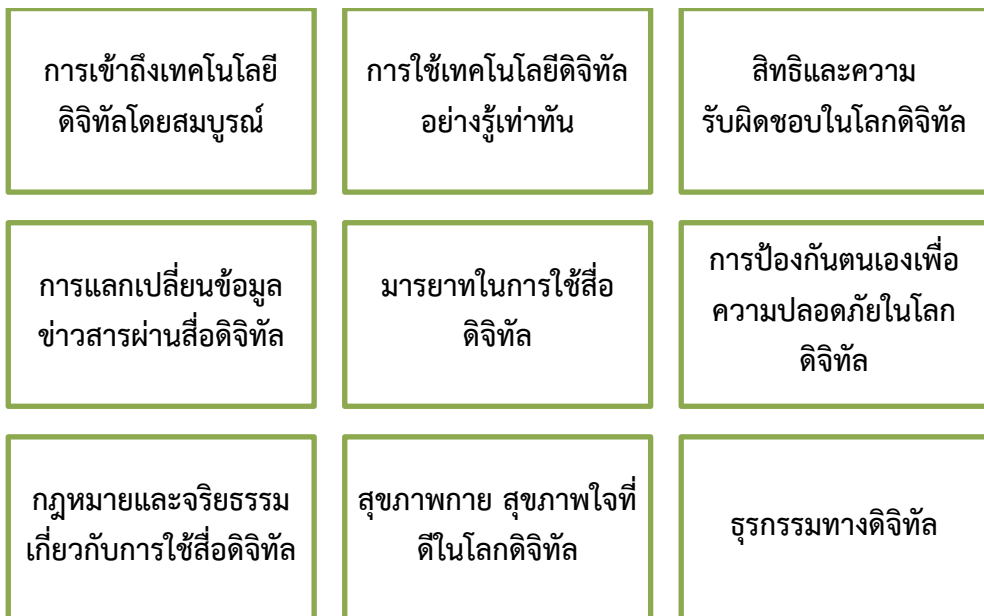 การเข้าถึงเทคโนโลยี
ดิจิทัลโดยสมบูรณ์
การใช้เทคโนโลยีดิจิทัล
อย่างรู้เท่าทัน
สิทธิและความ
รับผิดชอบในโลกดิจิทัล
การแลกเปลี่ยนข้อมูล
ข่าวสารผ่านสื่อดิจิทัล
มารยาทในการใช้สื่อ
ดิจิทัล
การป้องกันตนเองเพื่อ
ความปลอดภัยในโลก
ดิจิทัล
กฎหมายและจริยธรรม
เกี่ยวกับการใช้สื่อดิจิทัล
สุขภาพกาย สุขภาพใจที่
ดีในโลกดิจิทัล
ธุรกรรมทางดิจิทัล